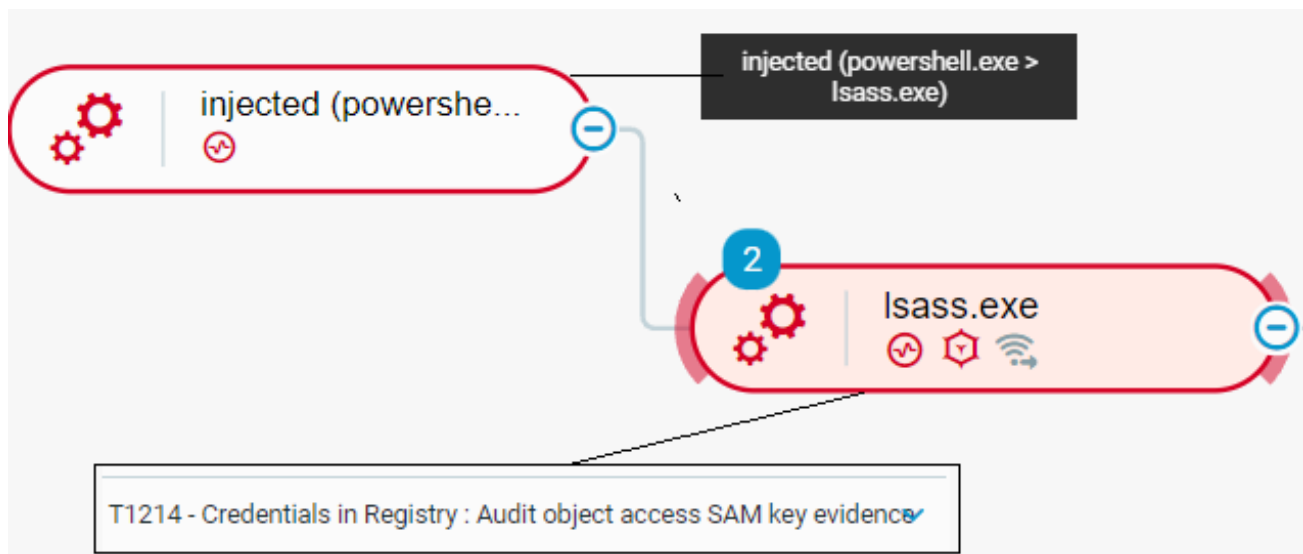 injected (powershe...
injected (powershell.exe >
lsass.exe)
2
lsass.exe
T1214 - Credentials in Registry : Audit object access SAM key evidence